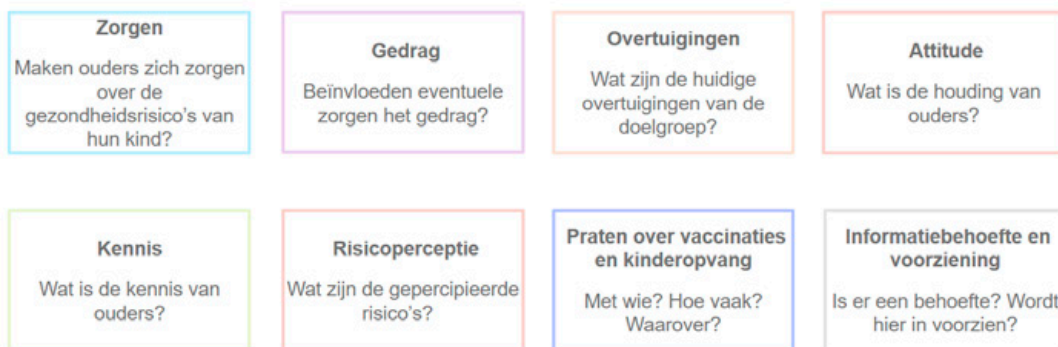 Zorgen
Maken ouders zich zorgen
over de
gezondheidsrisico's van
hun kind?
Gedrag
Beïnvloeden eventuele
zorgen het gedrag?
Overtuigingen
Wat zijn de huidige
overtuigingen van de
doelgroep?
Attitude
Wat is de houding van
ouders?
Kennis
Wat is de kennis van
ouders?
Risicoperceptie
Wat zijn de gepercipieerde
risico's?
Praten over vaccinaties
en kinderopvang
Met wie? Hoe vaak?
Waarover?
Informatiebehoefte en
voorziening
Is er een behoefte? Wordt
hier in voorzien?